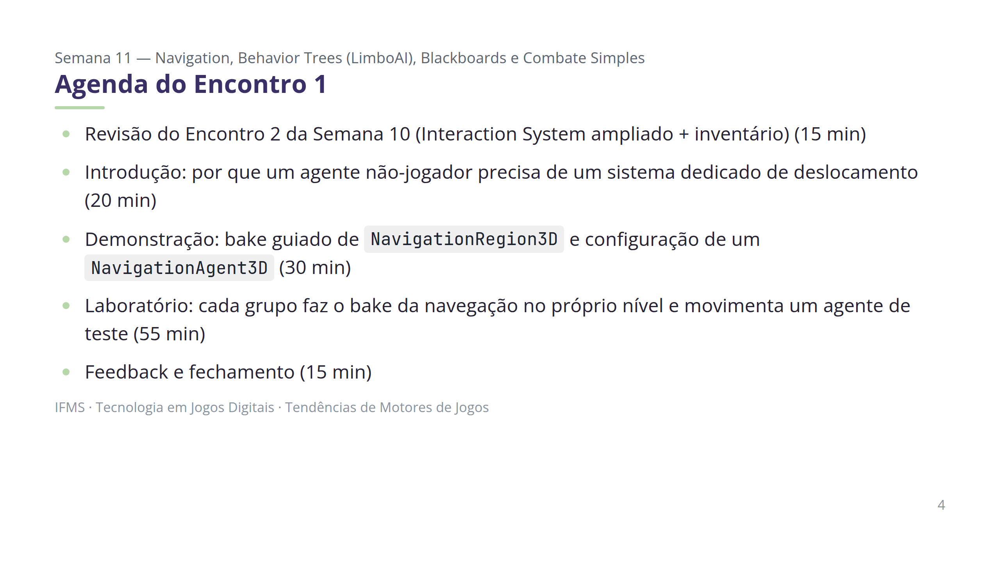 Semana 11 — Navigation, Behavior Trees (LimboAI), Blackboards e Combate Simples
Agenda do Encontro 1
Revisão do Encontro 2 da Semana 10 (Interaction System ampliado + inventário) (15 min)
Introdução: por que um agente não-jogador precisa de um sistema dedicado de deslocamento
(20 min)
Demonstração: bake guiado de NavigationRegion3D e configuração de um
NavigationAgent3D (30 min)
Laboratório: cada grupo faz o bake da navegação no próprio nível e movimenta um agente de
teste (55 min)
Feedback e fechamento (15 min)
IFMS · Tecnologia em Jogos Digitais · Tendências de Motores de Jogos
4